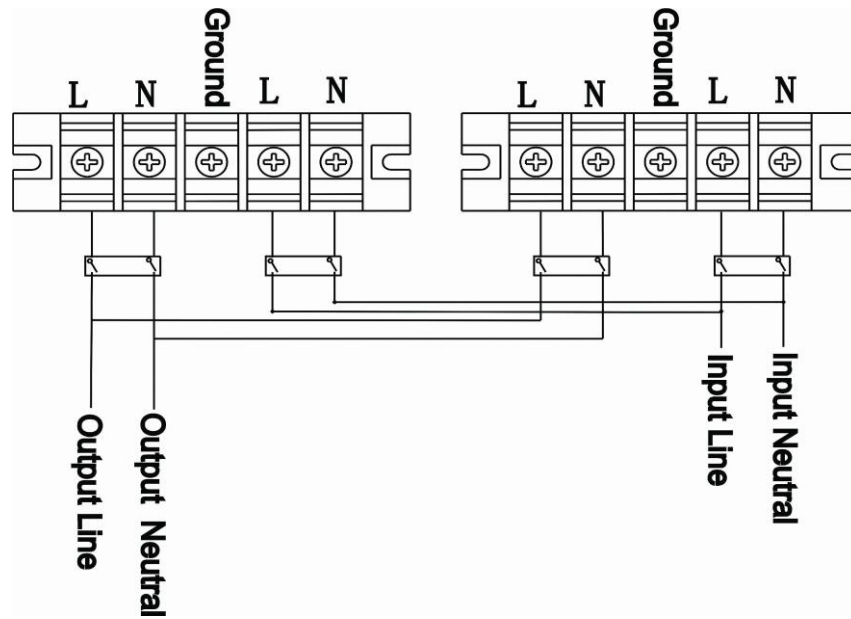 L N Ground L N
L N Ground L N
Output Line
Output Neutral
Input Line
Input Neutral